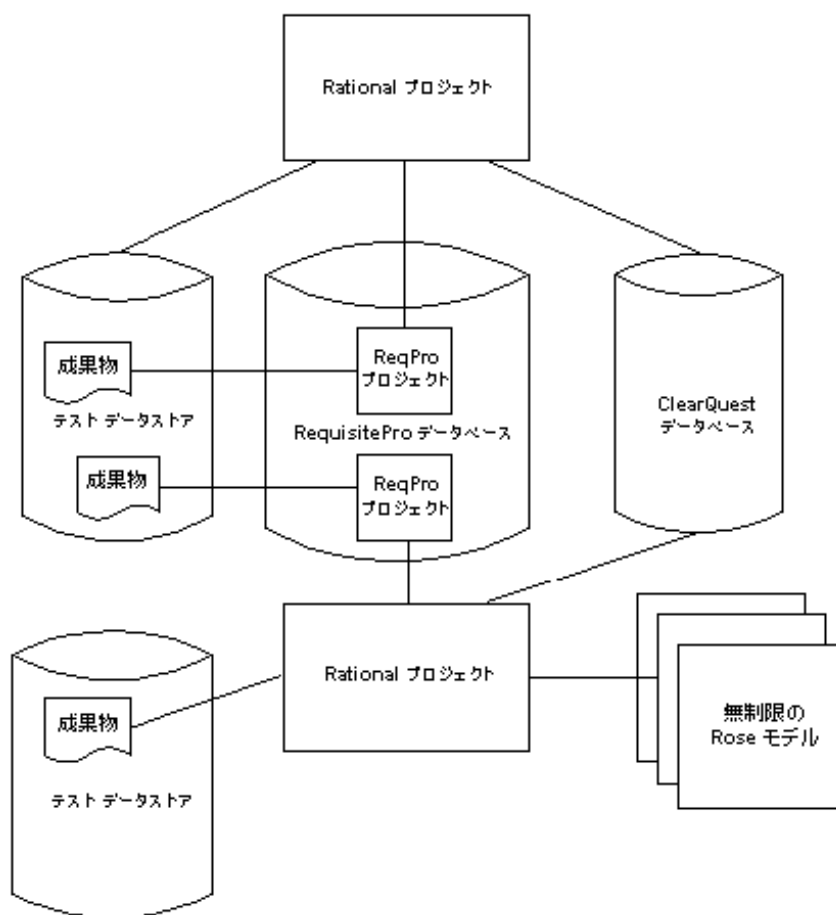 Rational プロジェクト
成果物
テスト データストア
成果物
ReqPro
プロジェクト
RequisitePro データベース
ReqPro
プロジェクト
ClearQuest
データベース
Rational プロジェクト
成果物
テスト データストア
無制限の
Rose モデル